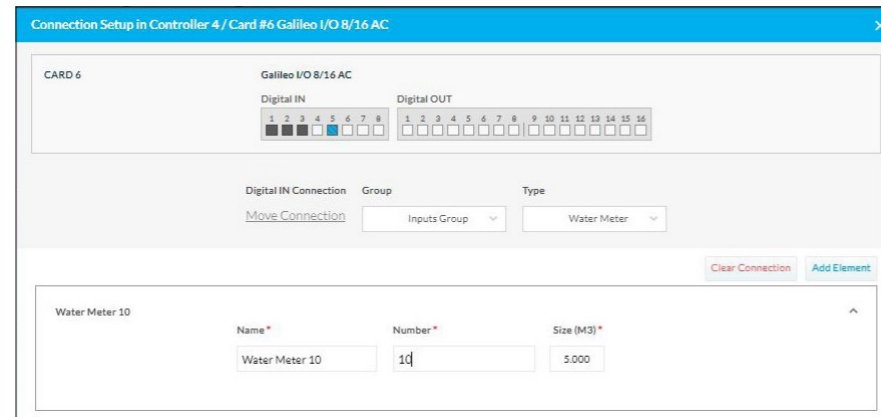 Connection Setup in Controller 4 / Card #6 Galileo I/O 8/16 AC
CARD 6
Galileo I/O 8/16 AC
Digital IN
Digital OUT
1 2 3 4 5 6 7 8
1 2 3 4 5 6 7 8 9 10 11 12 13 14 15 16
Digital IN Connection Group Type
Move Connection Inputs Group Water Meter
Clear Connection Add Element
Water Meter 10
Name* Number* Size (M3)*
Water Meter 10 10 5.000